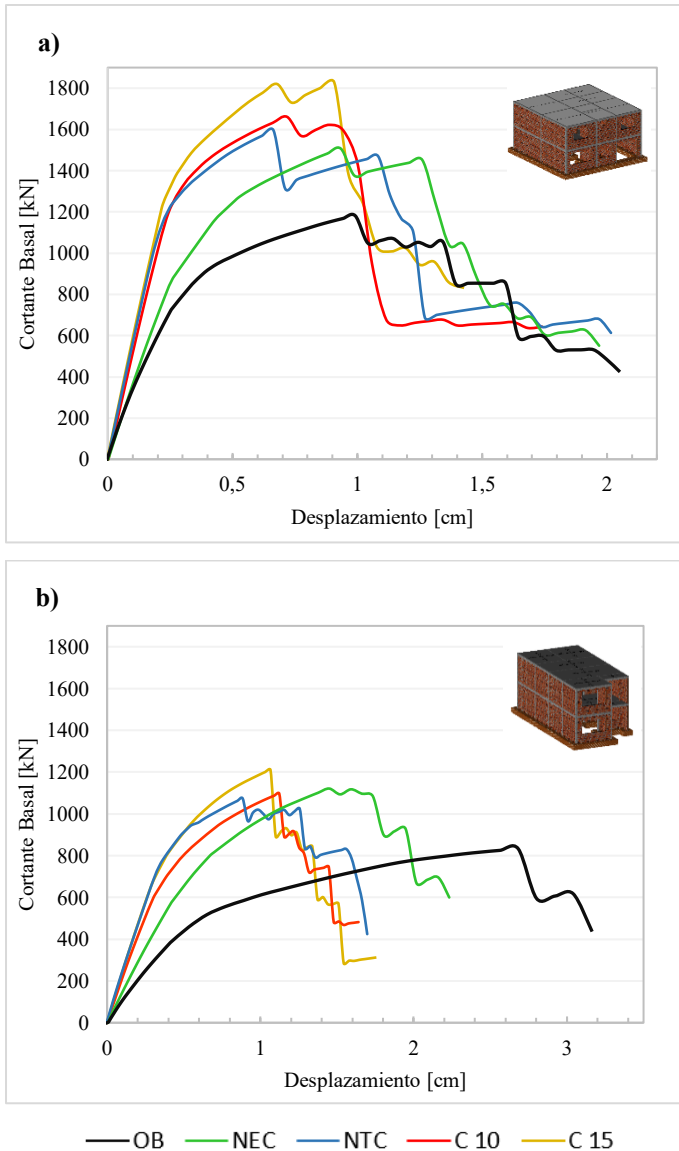 a)
1800
1600
1400
1200
1000
800
600
400
200
0
Cortante Basal [kN]
0 0,5 1 1,5 2
Desplazamiento [cm]
b)
1800
1600
1400
1200
1000
800
600
400
200
0
Cortante Basal [kN]
0 1 2 3
Desplazamiento [cm]
OB NEC NTC C 10 C 15